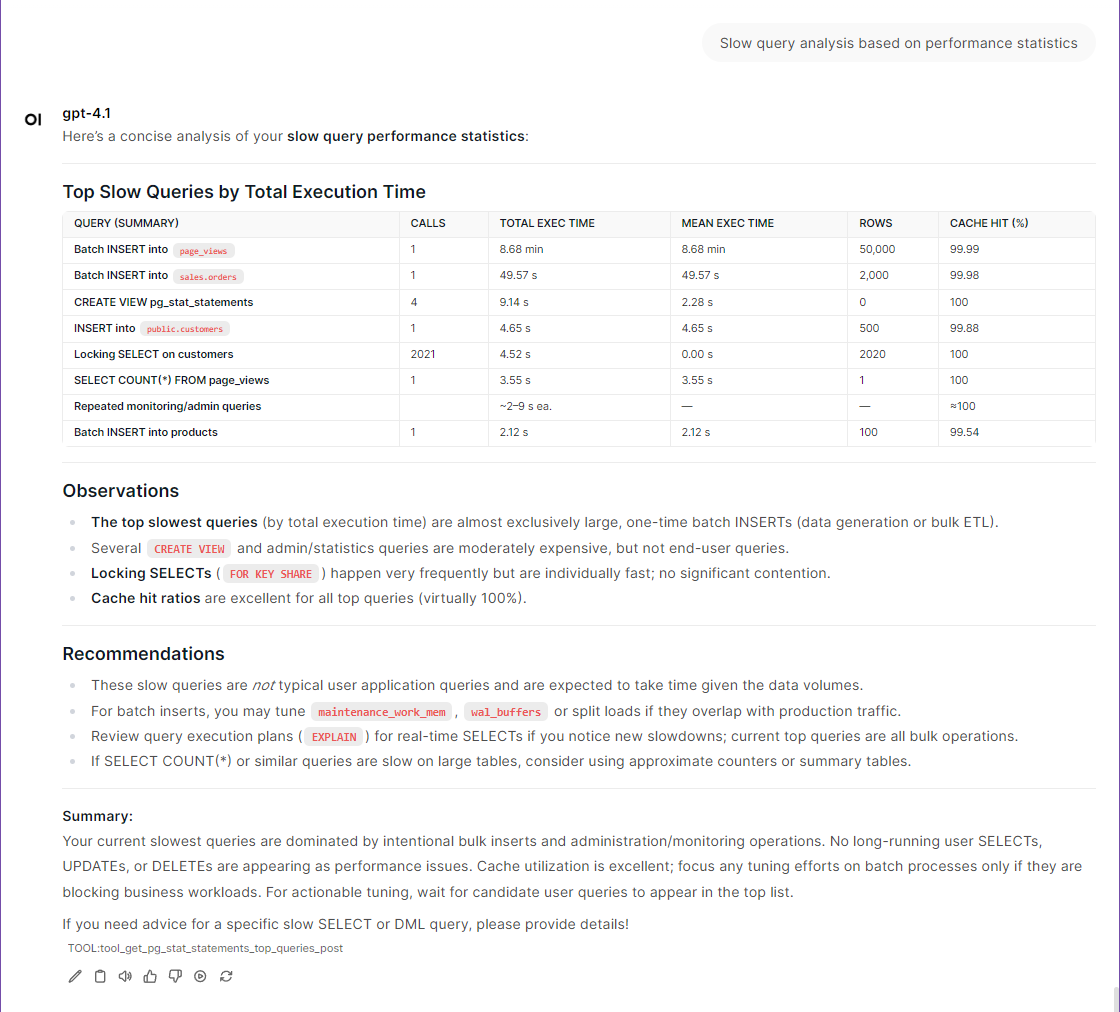 Slow query analysis based on performance statistics
OI
gpt-4.1
Here's a concise analysis of your slow query performance statistics:
Top Slow Queries by Total Execution Time
QUERY (SUMMARY) CALLS TOTAL EXEC TIME MEAN EXEC TIME ROWS CACHE HIT (%)
Batch INSERT into page_views 1 8.68 min 8.68 min 50,000 99.99
Batch INSERT into sales.orders 1 49.57 s 49.57 s 2,000 99.98
CREATE VIEW pg_stat_statements 4 9.14 s 2.28 s 0 100
INSERT into public.customers 1 4.65 s 4.65 s 500 99.88
Locking SELECT on customers 2021 4.52 s 0.00 s 2020 100
SELECT COUNT(*) FROM page_views 1 3.55 s 3.55 s 1 100
Repeated monitoring/admin queries ~2–9 s ea. — — ≈100
Batch INSERT into products 1 2.12 s 2.12 s 100 99.54
Observations
The top slowest queries (by total execution time) are almost exclusively large, one-time batch INSERTs (data generation or bulk ETL).
Several CREATE VIEW and admin/statistics queries are moderately expensive, but not end-user queries.
Locking SELECTs ( FOR KEY SHARE ) happen very frequently but are individually fast; no significant contention.
Cache hit ratios are excellent for all top queries (virtually 100%).
Recommendations
These slow queries are not typical user application queries and are expected to take time given the data volumes.
For batch inserts, you may tune maintenance_work_mem , wal_buffers or split loads if they overlap with production traffic.
Review query execution plans ( EXPLAIN ) for real-time SELECTs if you notice new slowdowns; current top queries are all bulk operations.
If SELECT COUNT(*) or similar queries are slow on large tables, consider using approximate counters or summary tables.
Summary:
Your current slowest queries are dominated by intentional bulk inserts and administration/monitoring operations. No long-running user SELECTs,
UPDATEs, or DELETEs are appearing as performance issues. Cache utilization is excellent; focus any tuning efforts on batch processes only if they are
blocking business workloads. For actionable tuning, wait for candidate user queries to appear in the top list.
If you need advice for a specific slow SELECT or DML query, please provide details!
TOOL:tool_get_pg_stat_statements_top_queries_post